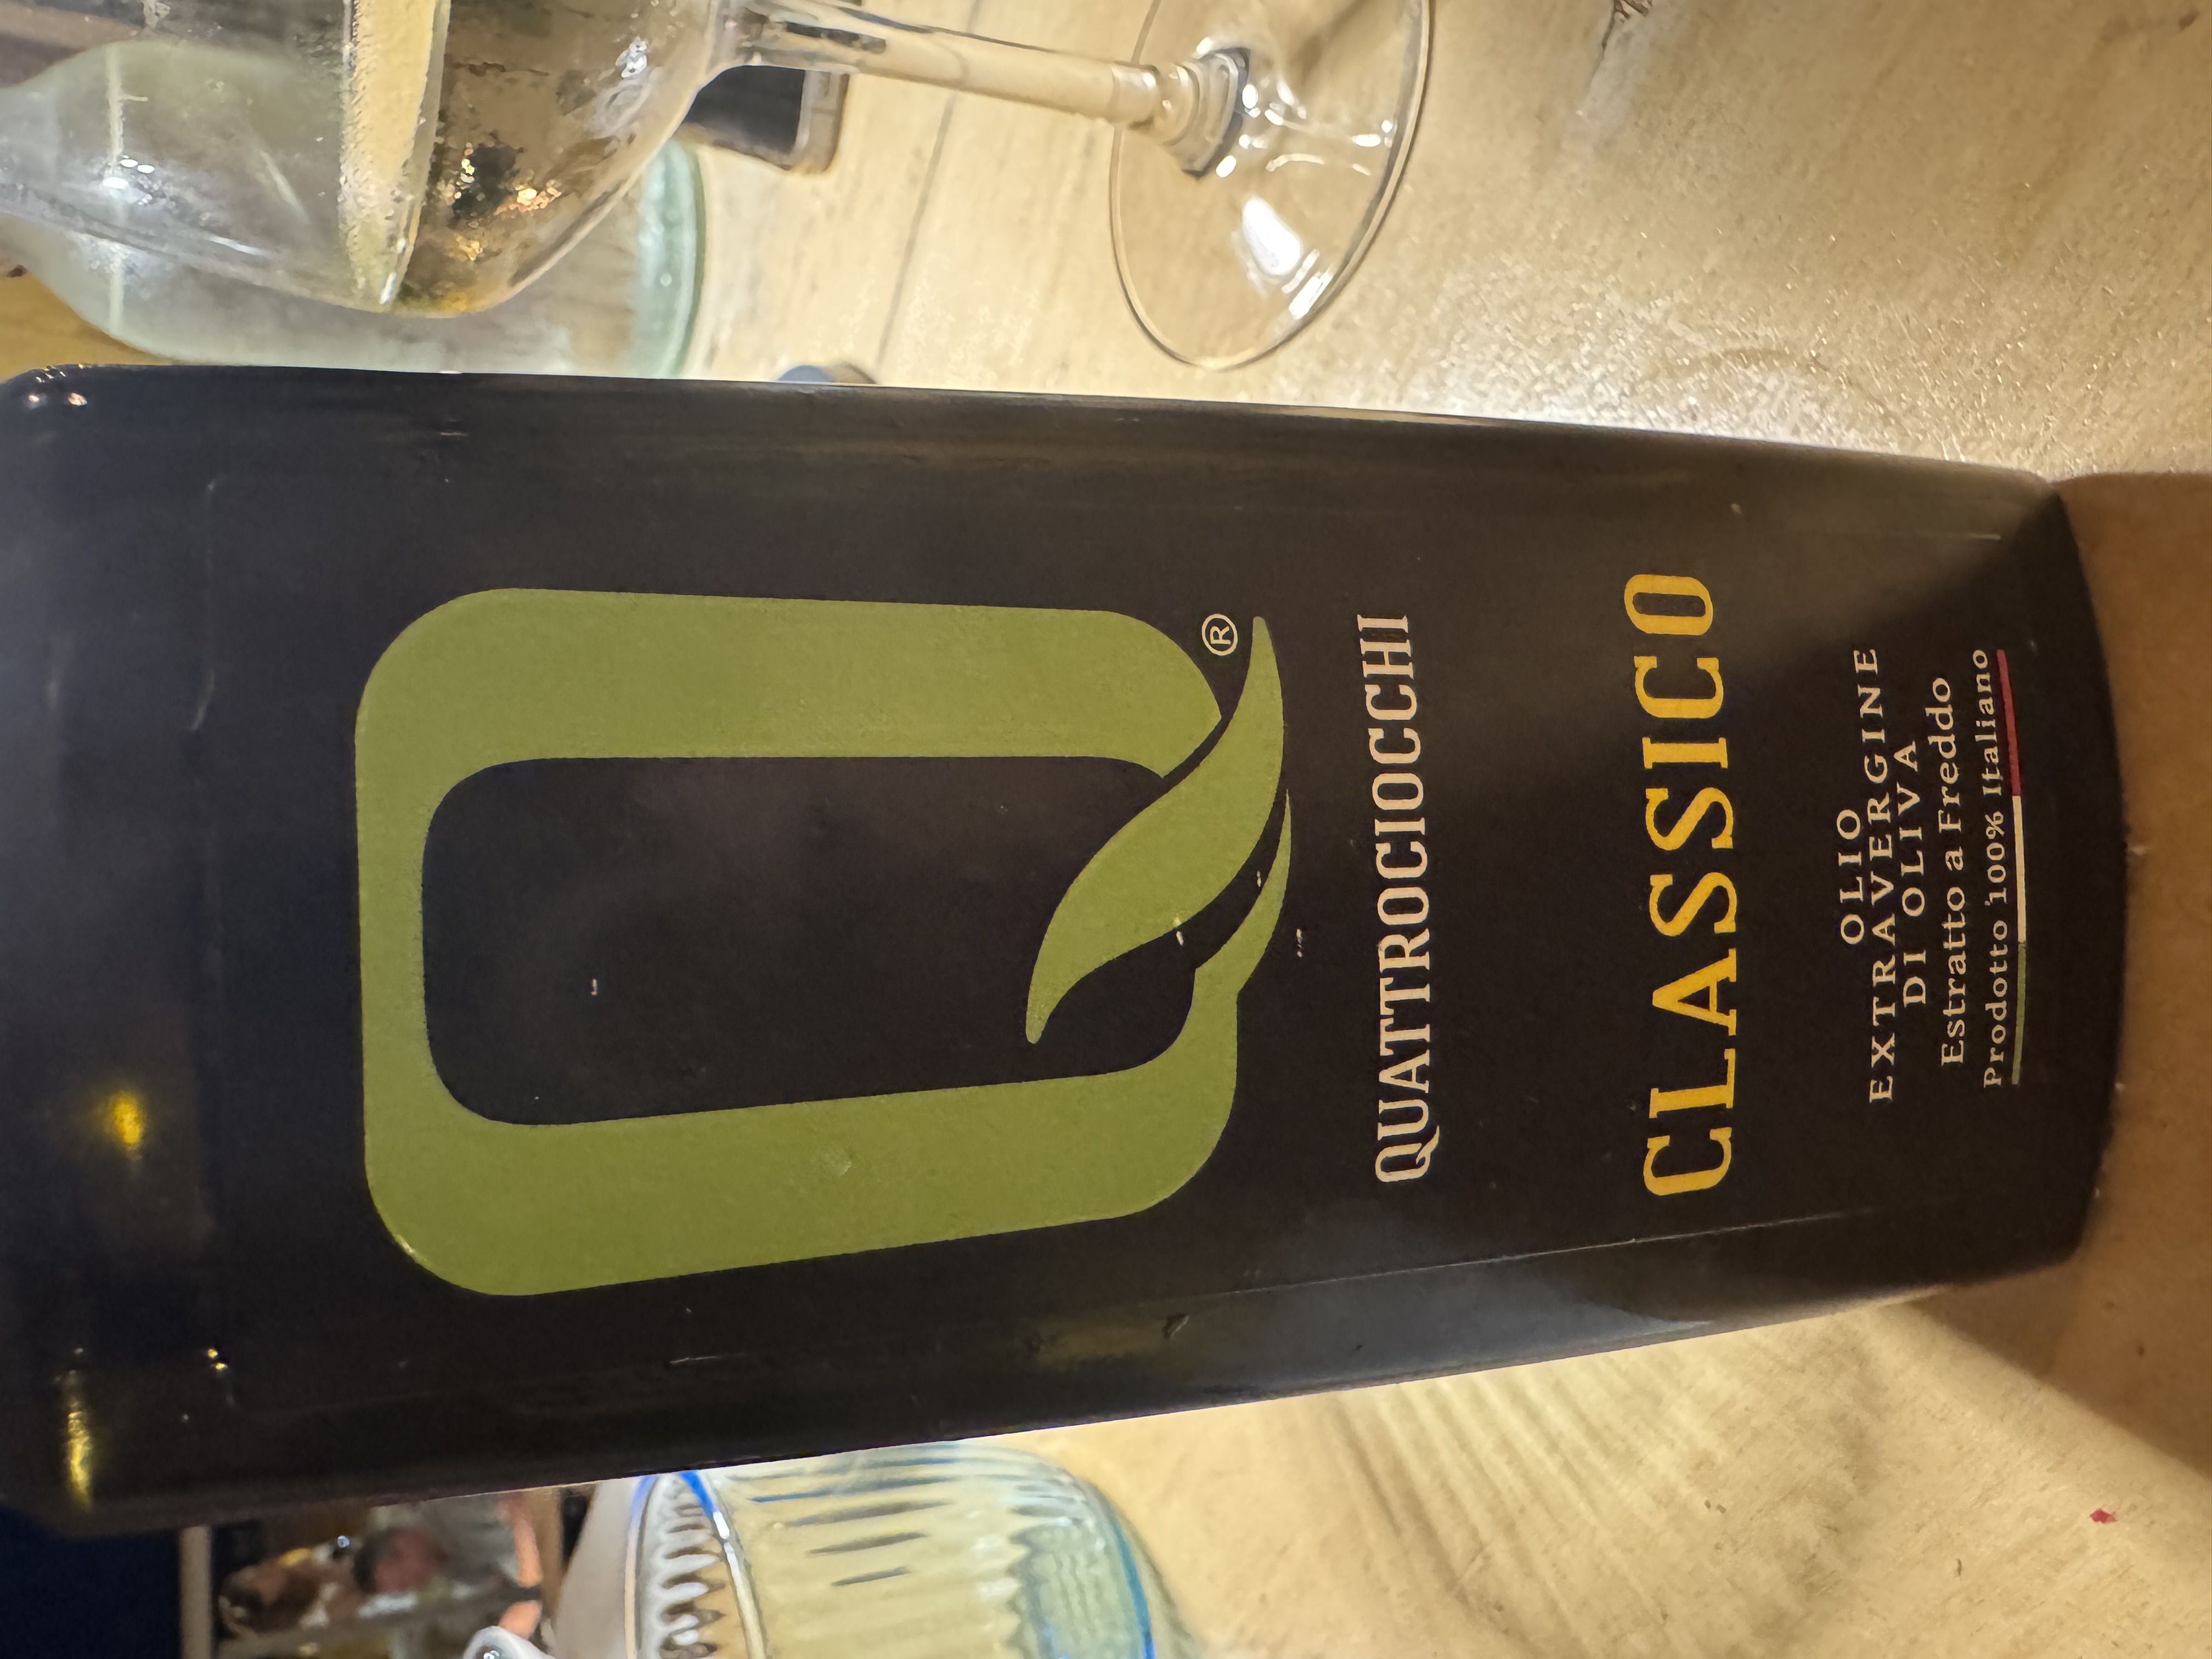 Q
®
QUATTROCIOCCHI
CLASSICO
OLIO
EXTRAVERGINE
DI OLIVA
Estratto a Freddo
Prodotto 100% Italiano